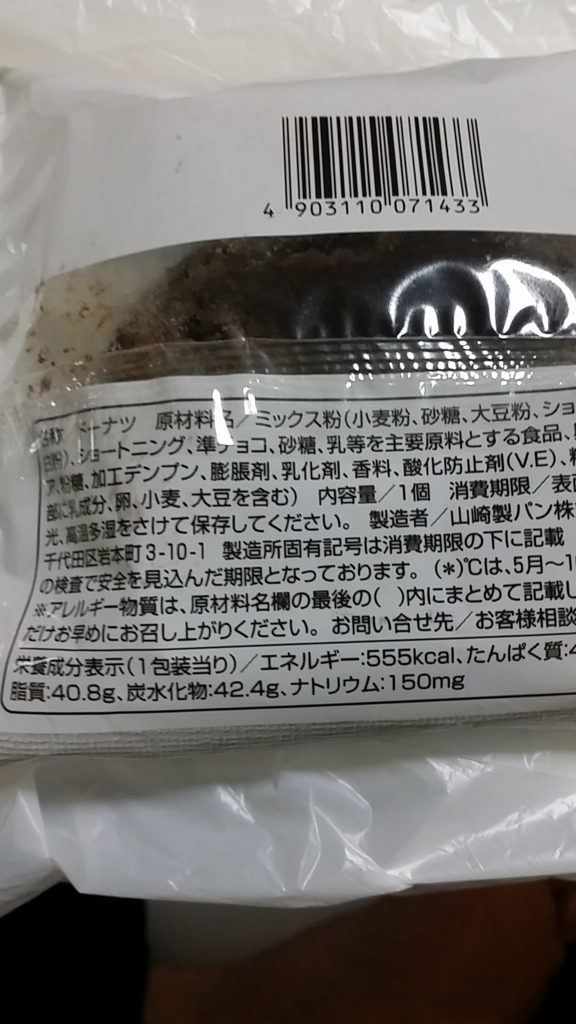 4 903110 071433
ドーナツ 原材料名/ミックス粉(小麦粉、砂糖、大豆粉、ショ
白粉)、ショートニング、準チョコ、砂糖、乳等を主要原料とする食品、
ア、粉糖、加工デンプン、膨脹剤、乳化剤、香料、酸化防止剤(V.E)、
部に乳成分、卵、小麦、大豆を含む) 内容量/1個 消費期限/表
光、高温多湿をさけて保存してください。 製造者/山崎製パン株
千代田区岩本町3-10-1 製造所固有記号は消費期限の下に記載
の検査で安全を見込んだ期限となっております。(*)℃は、5月〜1
※アレルギー物質は、原材料名欄の最後の( )内にまとめて記載し
だけお早めにお召し上がりください。お問い合せ先/お客様相談
栄養成分表示(1包装当り)/エネルギー:555kcal、たんぱく質:4
脂質:40.8g、炭水化物:42.4g、ナトリウム:150mg